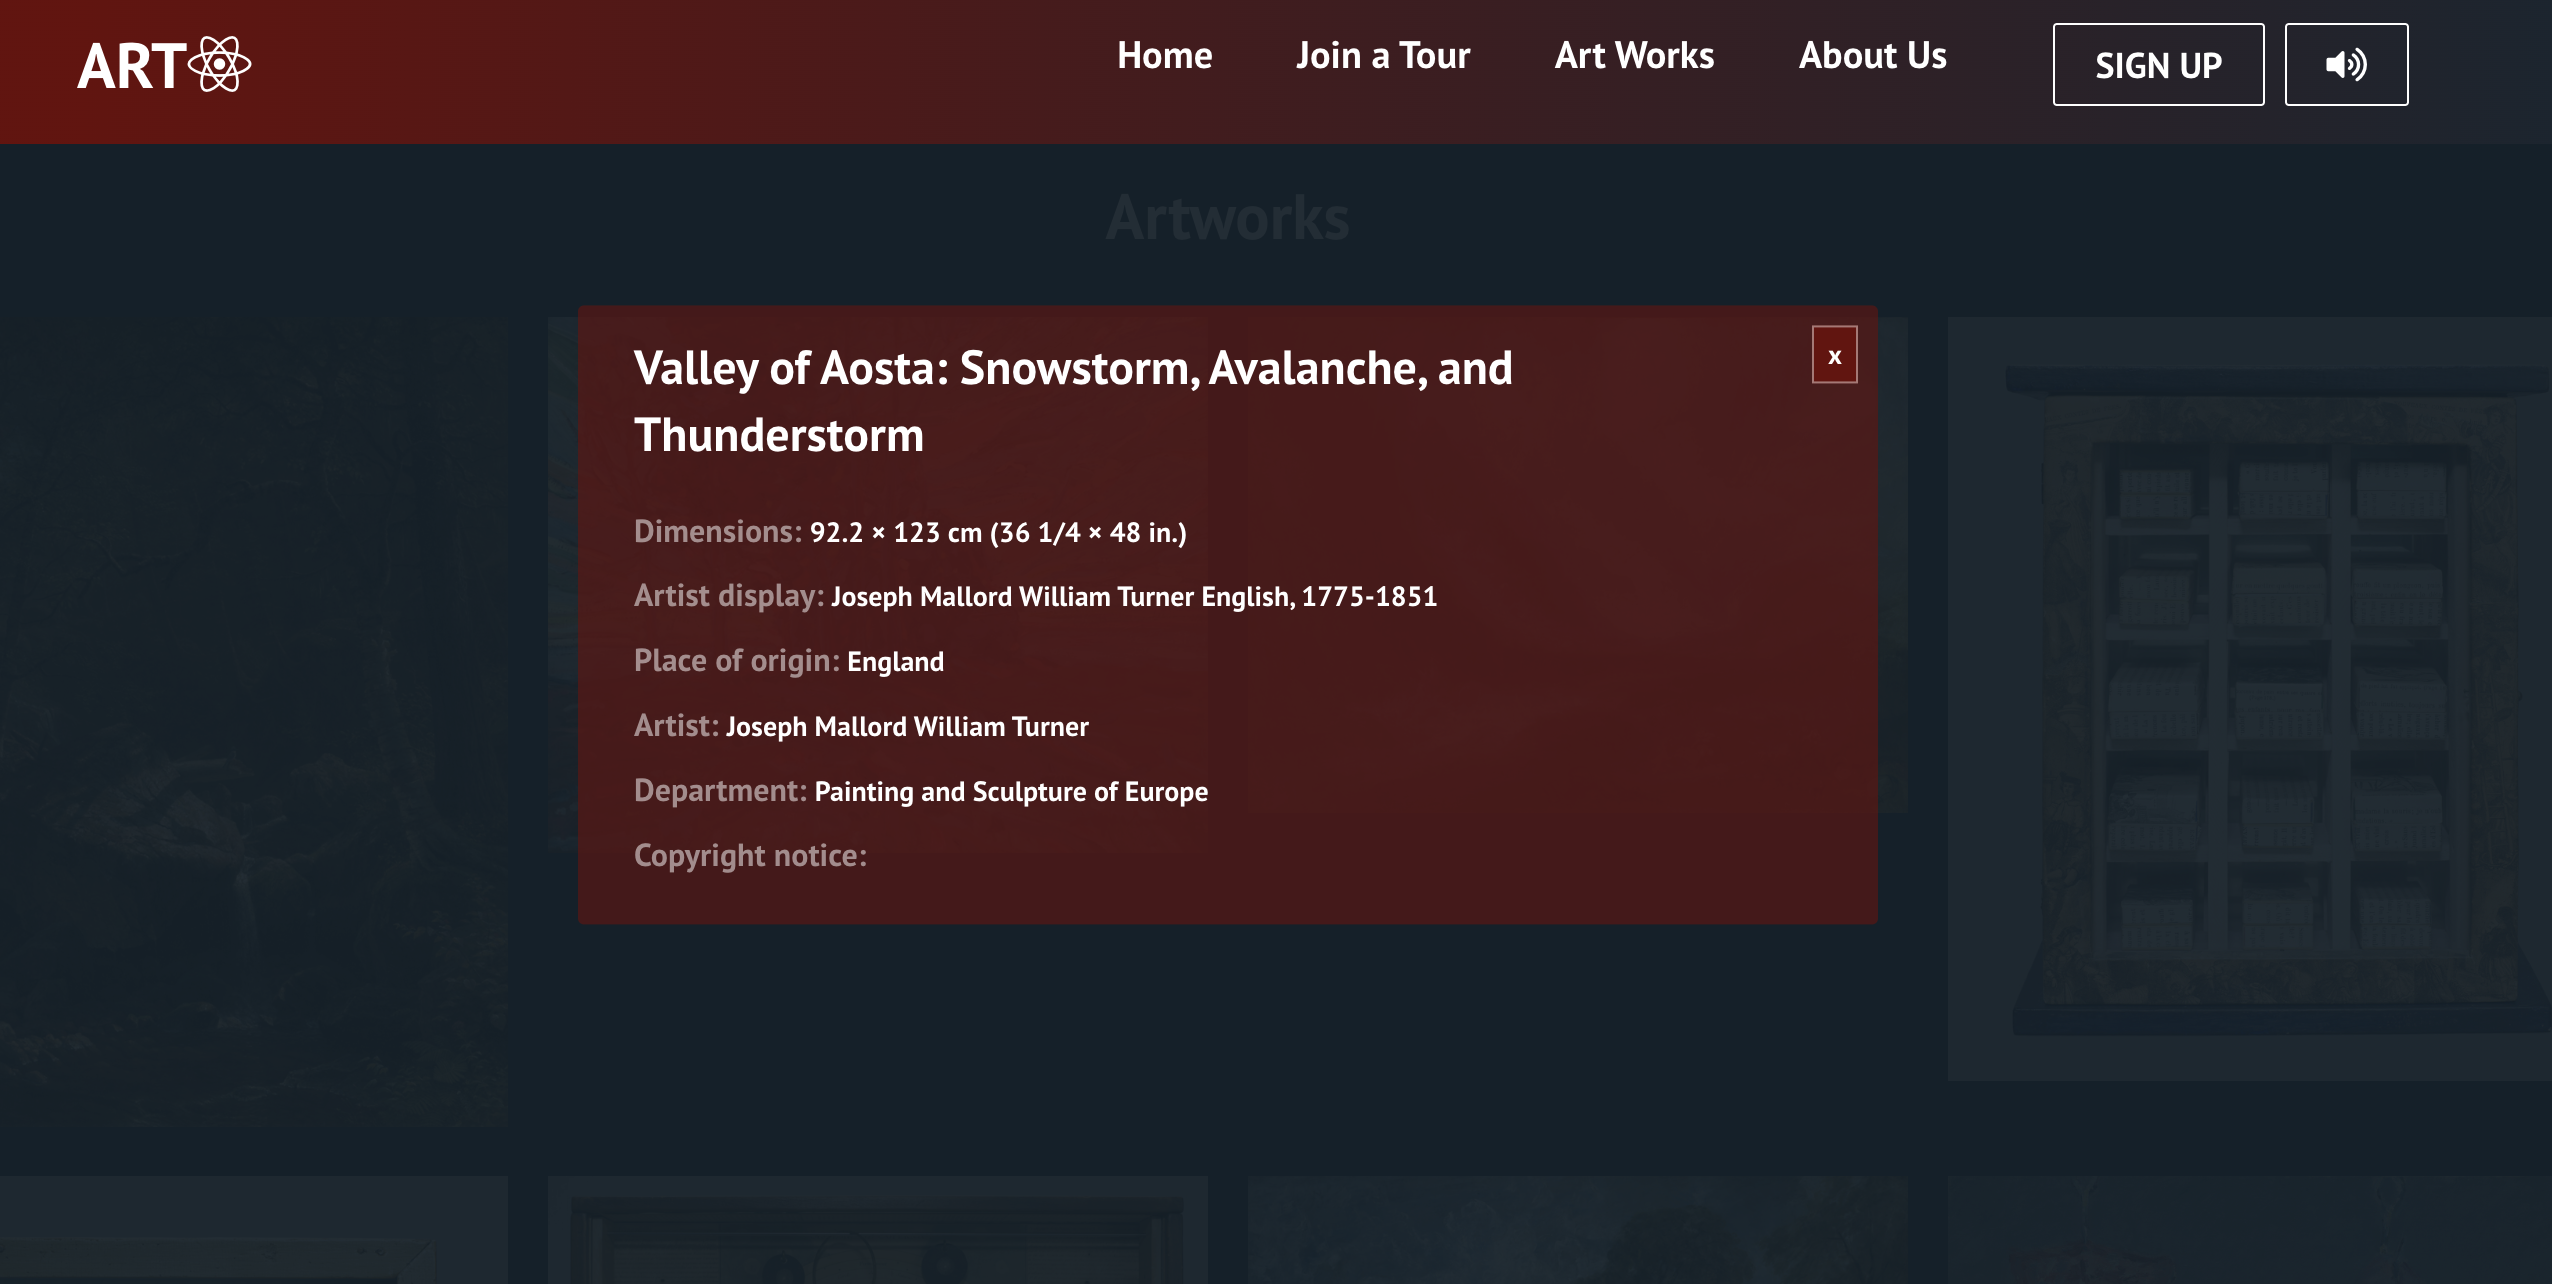 ART
Home
Join a Tour
Art Works
About Us
SIGN UP
Artworks
Valley of Aosta: Snowstorm, Avalanche, and
Thunderstorm
x
Dimensions: 92.2 × 123 cm (36 1/4 × 48 in.)
Artist display: Joseph Mallord William Turner English, 1775-1851
Place of origin: England
Artist: Joseph Mallord William Turner
Department: Painting and Sculpture of Europe
Copyright notice: